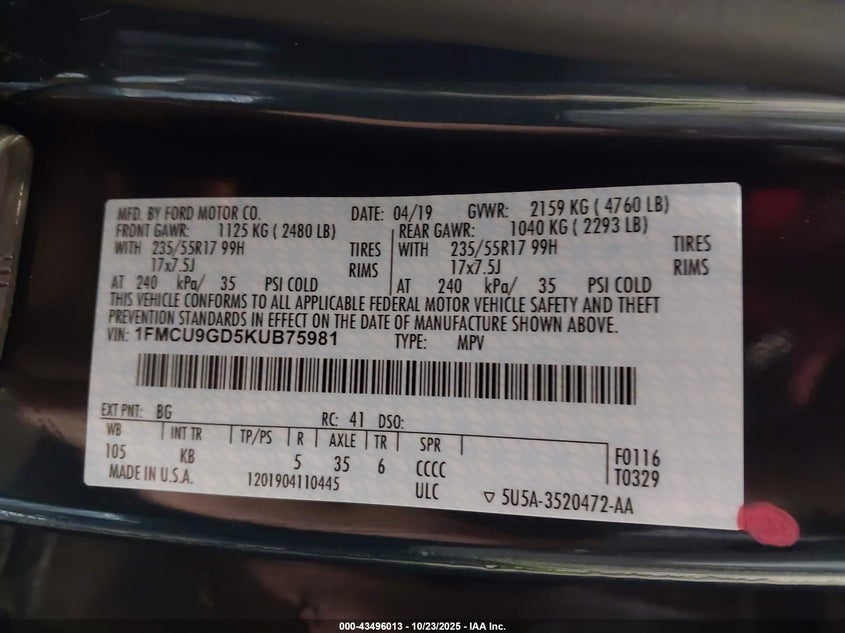 MFD. BY FORD MOTOR CO. DATE: 04/19 GVWR: 2159 KG ( 4760 LB)
FRONT GAWR: 1125 KG ( 2480 LB) REAR GAWR: 1040 KG ( 2293 LB)
WITH 235/55R17 99H TIRES WITH 235/55R17 99H TIRES
17x7.5J RIMS 17x7.5J RIMS
AT 240 kPa/ 35 PSI COLD AT 240 kPa/ 35 PSI COLD
THIS VEHICLE CONFORMS TO ALL APPLICABLE FEDERAL MOTOR VEHICLE SAFETY AND THEFT
PREVENTION STANDARDS IN EFFECT ON THE DATE OF MANUFACTURE SHOWN ABOVE.
VIN: 1FMCU9GD5KUB75981 TYPE: MPV
EXT PNT: BG RC: 41 DSO:
WB INT TR TP/PS R AXLE TR SPR
105 KB 5 35 6 CCCC F0116
MADE IN U.S.A. 1201904110445 ULC T0329
▽ 5U5A-3520472-AA
000-43496013 - 10/23/2025 - IAA Inc.